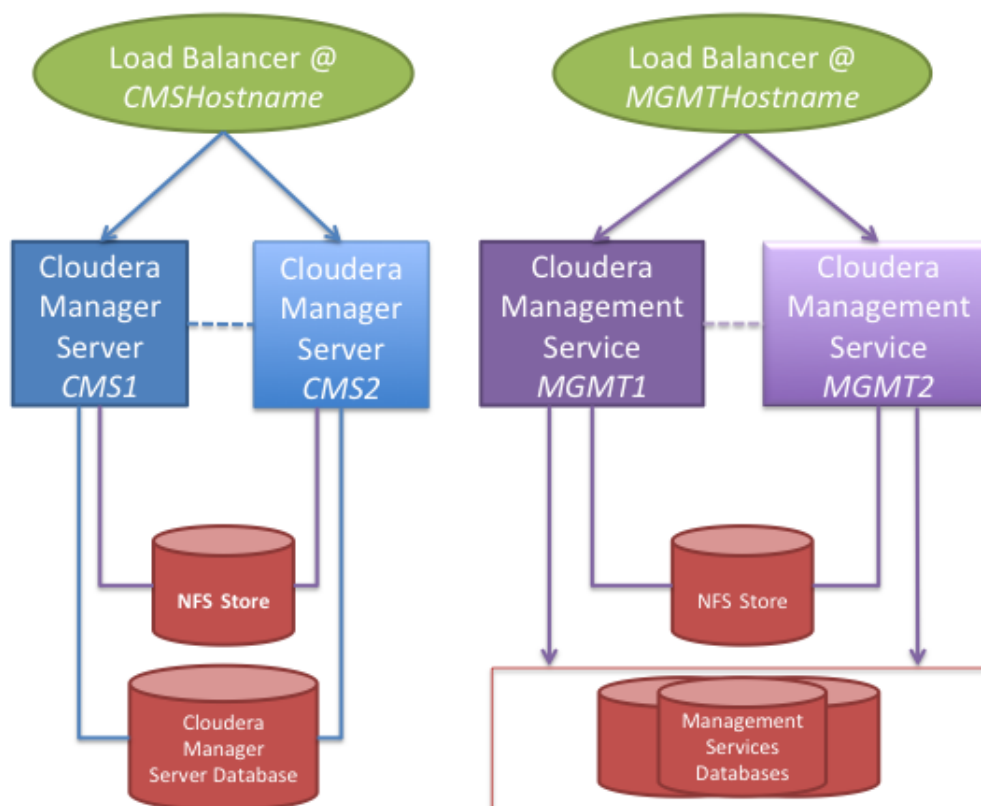 Load Balancer @
CMSHostname
Load Balancer @
MGMTHostname
Cloudera
Manager
Server
CMS1
Cloudera
Manager
Server
CMS2
Cloudera
Management
Service
MGMT1
Cloudera
Management
Service
MGMT2
NFS Store
NFS Store
Cloudera
Manager
Server Database
Management
Services
Databases